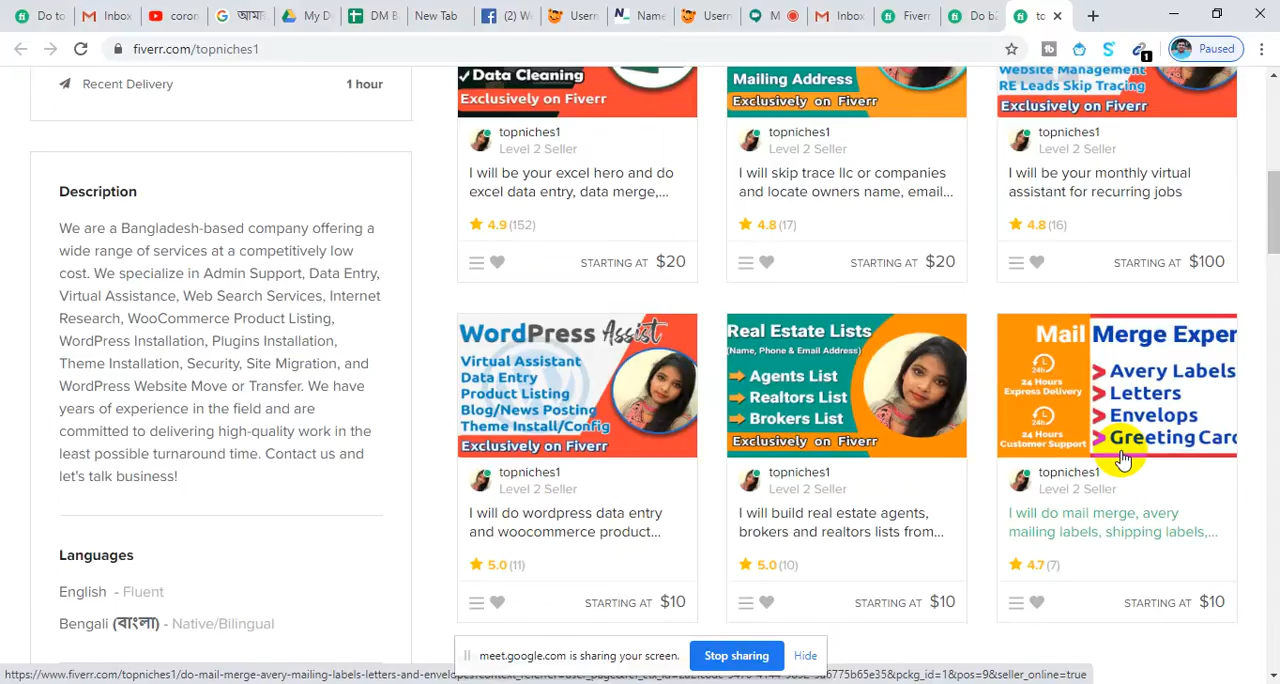 Do to
Inbox
coron
আমা
My D
DM B
New Tab
(2) W
Usern
Name
Usern
M
Inbox
Fiverr
Do b
to
fiverr.com/topniches1
Paused
1
Recent Delivery 1 hour
Description
We are a Bangladesh-based company offering a
wide range of services at a competitively low
cost. We specialize in Admin Support, Data Entry,
Virtual Assistance, Web Search Services, Internet
Research, WooCommerce Product Listing,
WordPress Installation, Plugins Installation,
Theme Installation, Security, Site Migration, and
WordPress Website Move or Transfer. We have
years of experience in the field and are
committed to delivering high-quality work in the
least possible turnaround time. Contact us and
let's talk business!
Languages
English - Fluent
Bengali (বাংলা) - Native/Bilingual
Data Cleaning
Exclusively on Fiverr
topniches1
Level 2 Seller
I will be your excel hero and do
excel data entry, data merge,...
4.9 (152)
STARTING AT $20
Mailing Address
Exclusively on Fiverr
topniches1
Level 2 Seller
I will skip trace llc or companies
and locate owners name, email...
4.8 (17)
STARTING AT $20
Website Management
RE Leads Skip Tracing
Exclusively on Fiverr
topniches1
Level 2 Seller
I will be your monthly virtual
assistant for recurring jobs
4.8 (16)
STARTING AT $100
WordPress Assist
Virtual Assistant
Data Entry
Product Listing
Blog/News Posting
Theme Install/Config
Exclusively on Fiverr
topniches1
Level 2 Seller
I will do wordpress data entry
and woocommerce product...
5.0 (11)
STARTING AT $10
Real Estate Lists
(Name, Phone & Email Address)
Agents List
Realtors List
Brokers List
Exclusively on Fiverr
topniches1
Level 2 Seller
I will build real estate agents,
brokers and realtors lists from...
5.0 (10)
STARTING AT $10
Mail Merge Exper
24h
24 Hours
Express Delivery
24h
24 Hours
Customer Support
Avery Labels
Letters
Envelops
Greeting Card
topniches1
Level 2 Seller
I will do mail merge, avery
mailing labels, shipping labels,...
4.7 (7)
STARTING AT $10
meet.google.com is sharing your screen.
Stop sharing
Hide